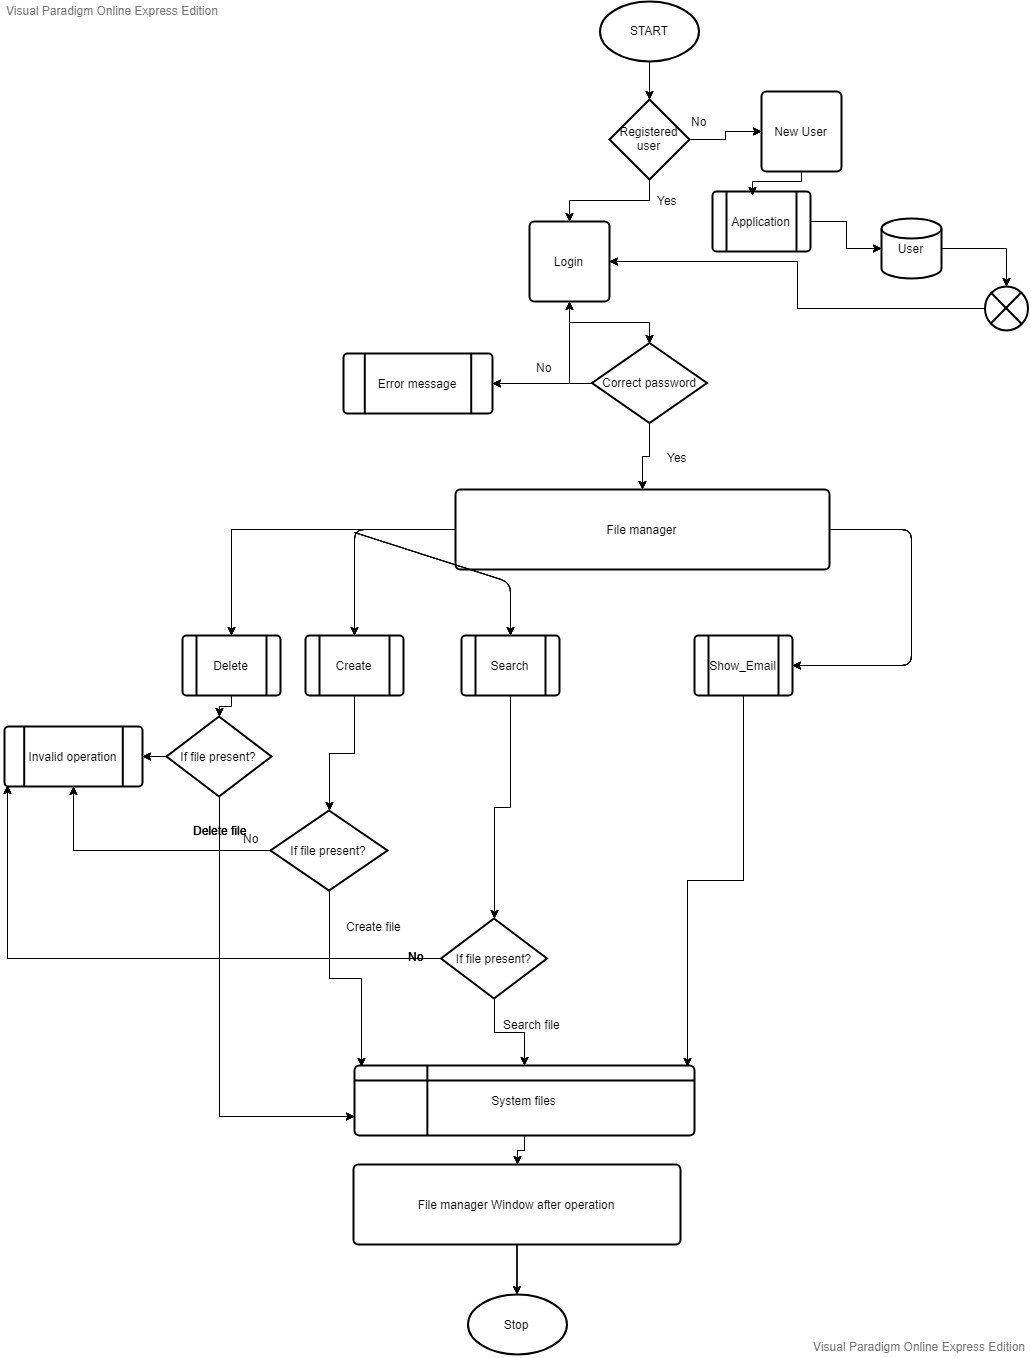 Visual Paradigm Online Express Edition
START
Registered
user
No
New User
Yes
Application
User
Login
No
Error message
Correct password
Yes
File manager
Delete
Create
Search
Show_Email
Invalid operation
If file present?
Delete file
No
If file present?
Create file
No
If file present?
Search file
System files
File manager Window after operation
Stop
Visual Paradigm Online Express Edition